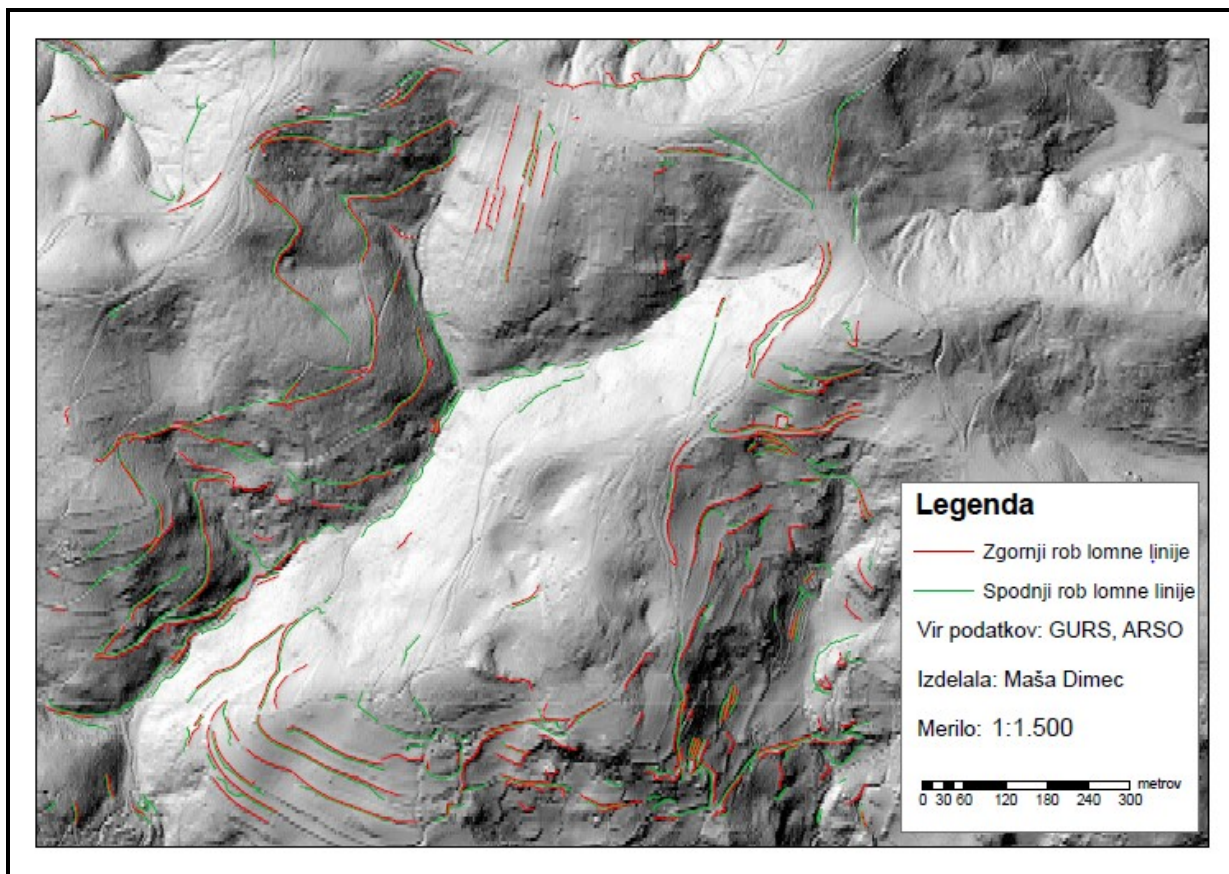 Legenda
Zgornji rob lomne linije
Spodnji rob lomne linije
Vir podatkov: GURS, ARSO
Izdelala: Maša Dimec
Merilo: 1:1.500
metrov
0 30 60 120 180 240 300